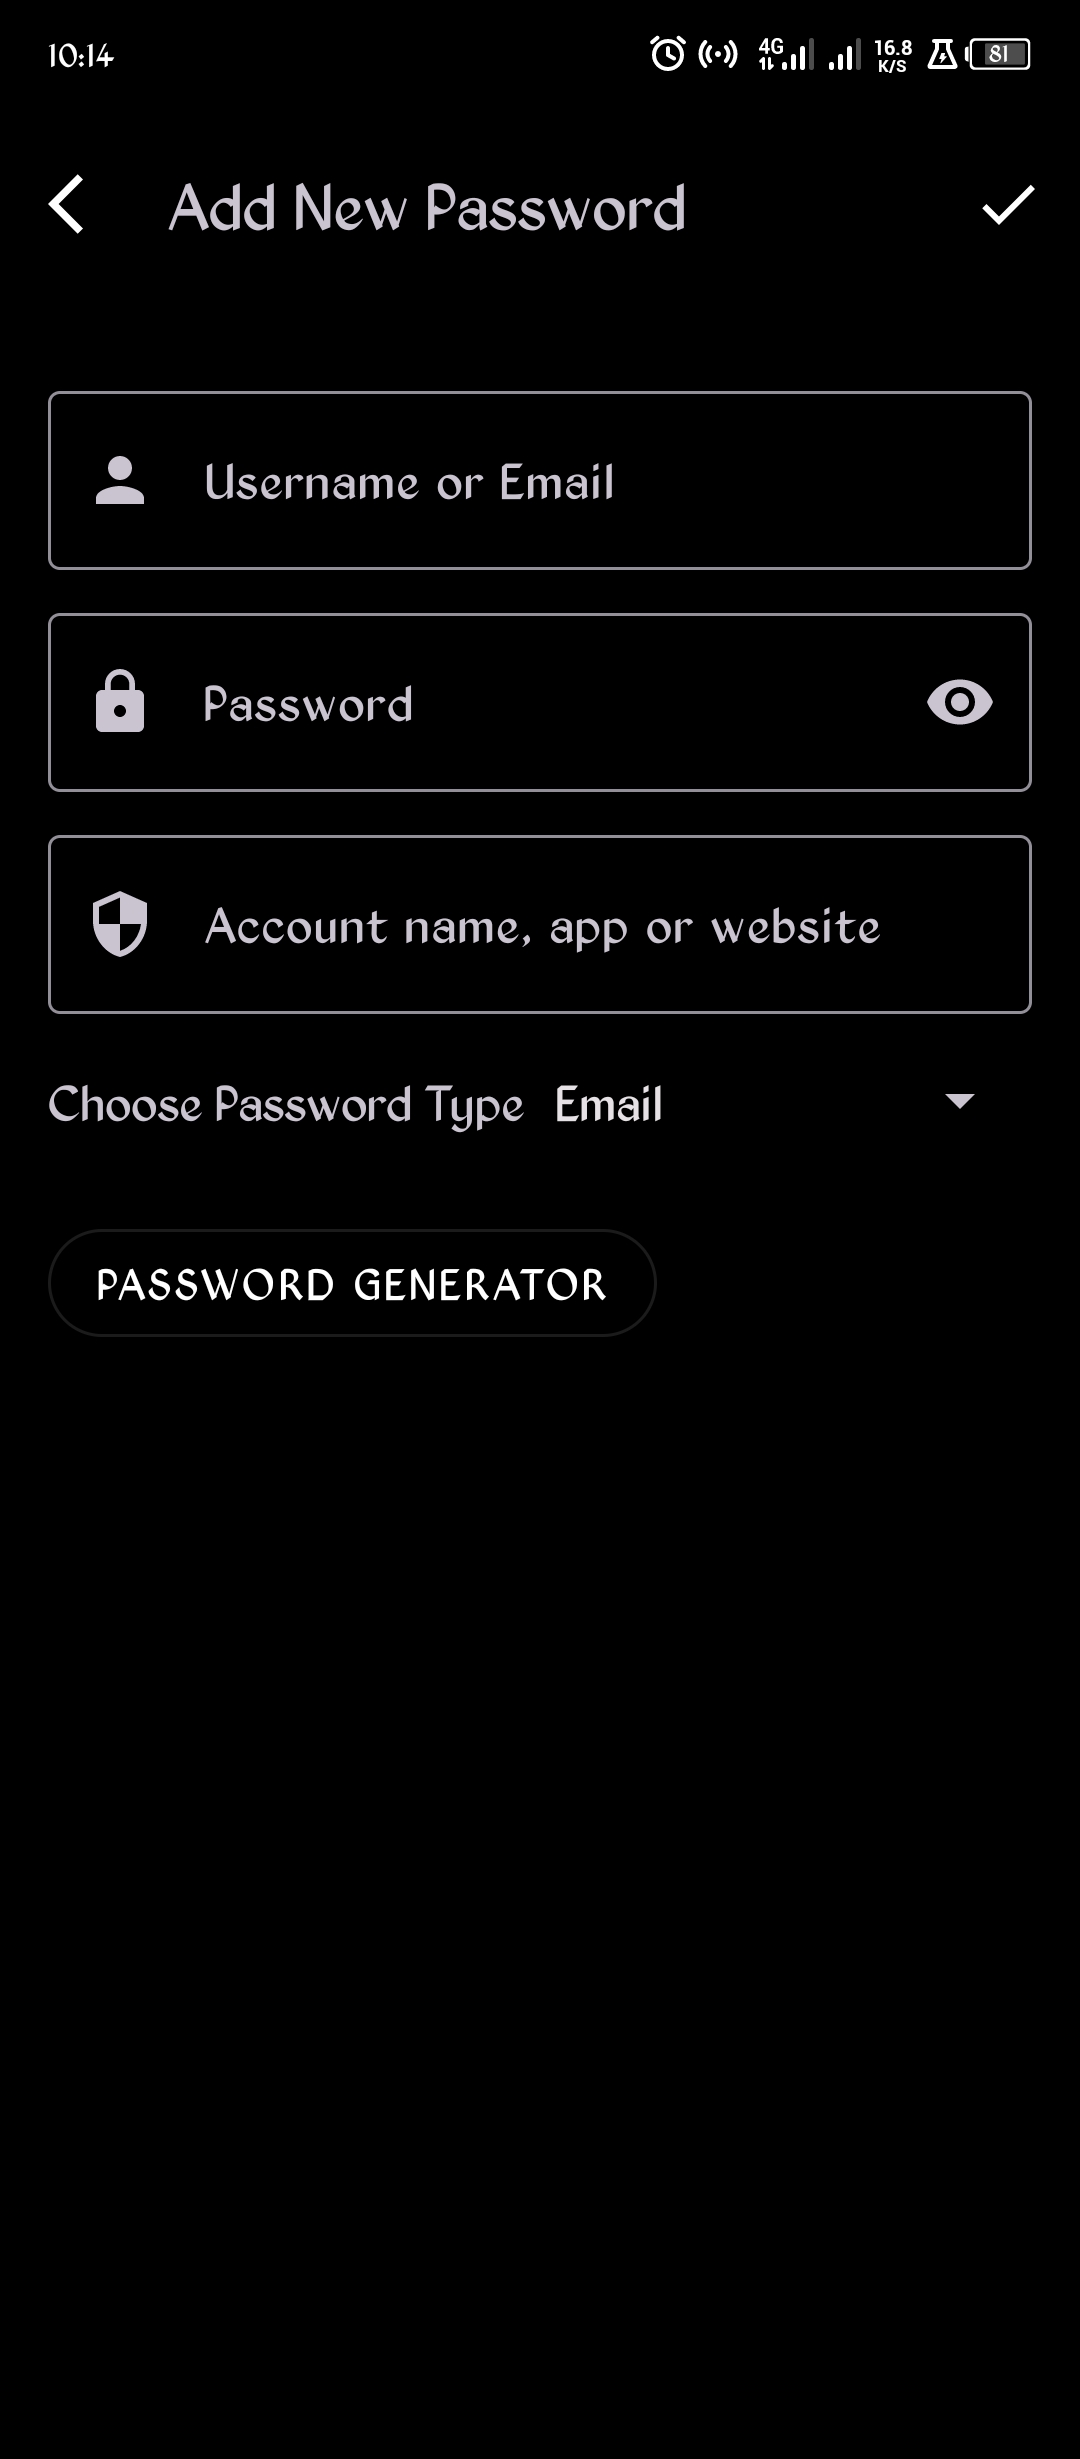 10:14
4G 16.8 K/S 81
Add New Password
Username or Email
Password
Account name, app or website
Choose Password Type Email
PASSWORD GENERATOR